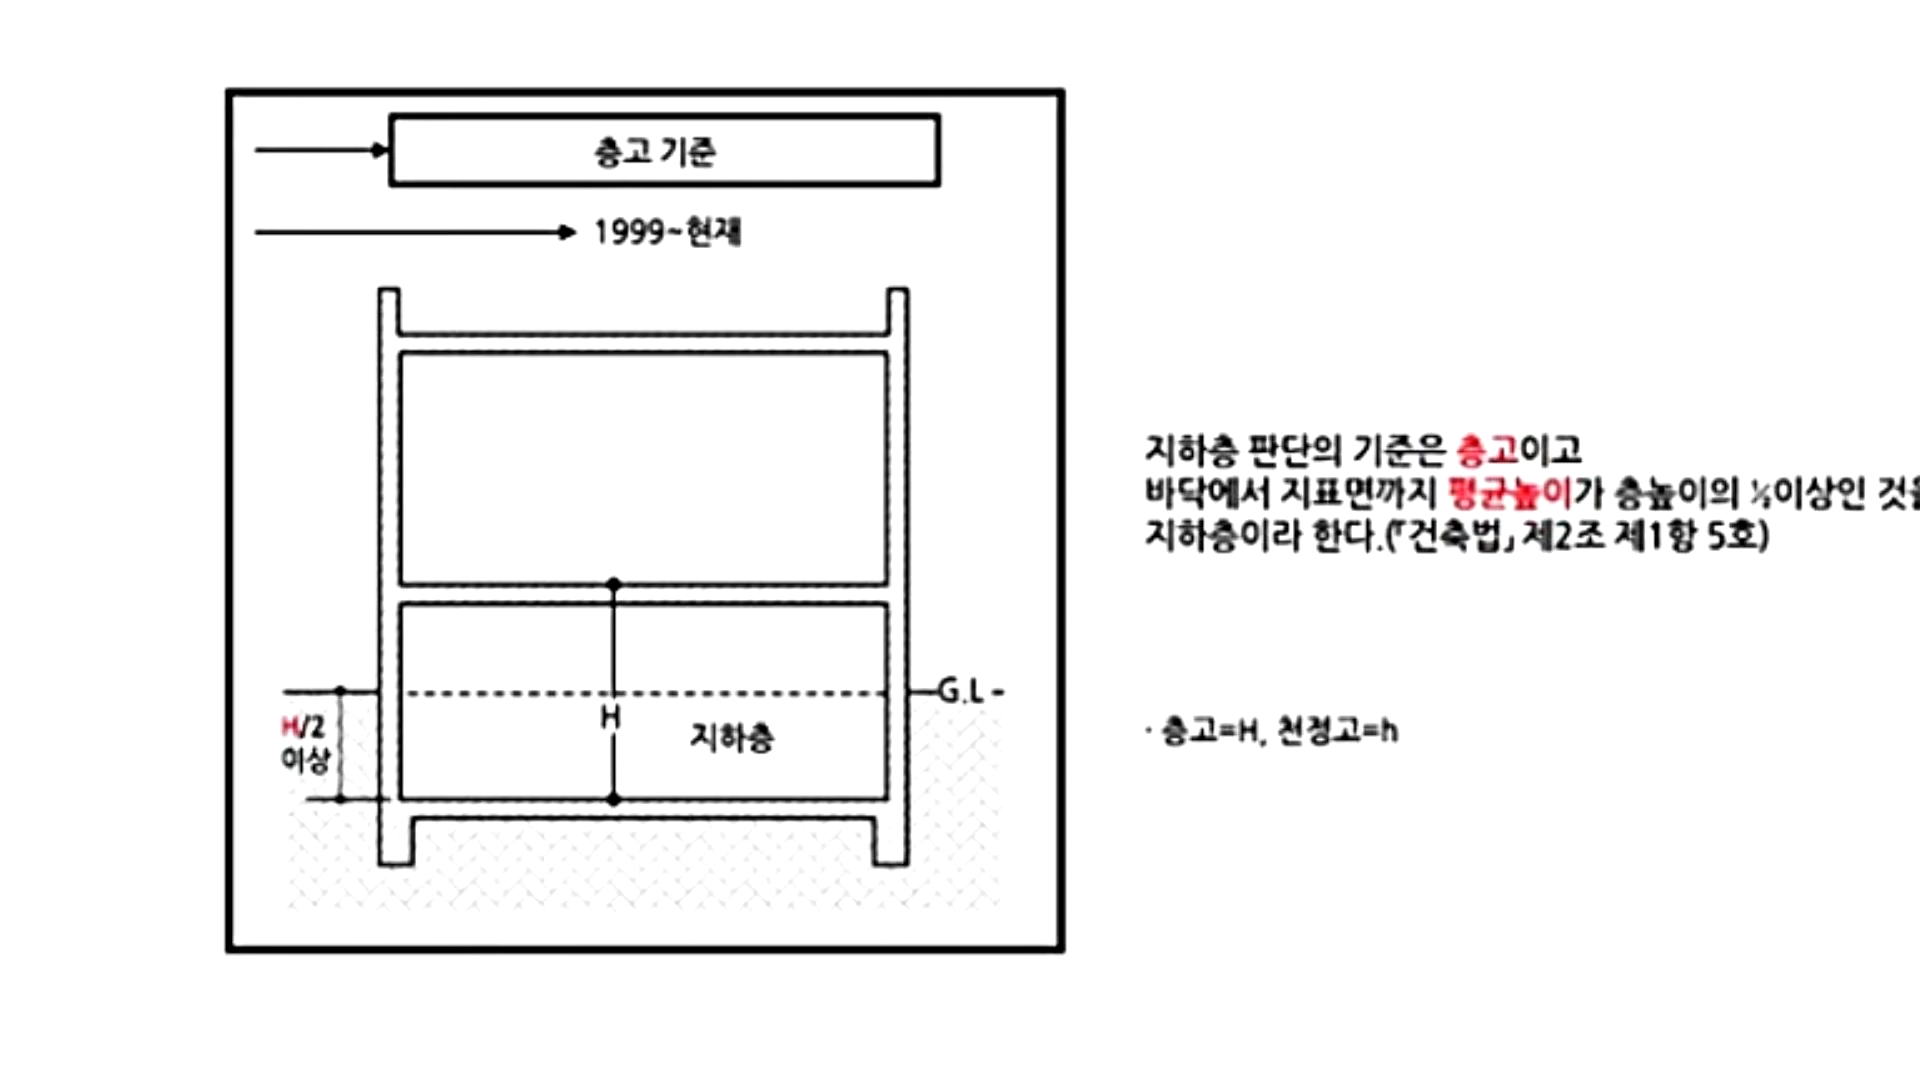 층고 기준
1999~현재
H/2
이상
H
지하층
G.L
지하층 판단의 기준은 층고이고
바닥에서 지표면까지 평균높이가 층높이의 ½이상인 것을
지하층이라 한다.(「건축법」 제2조 제1항 5호)
· 층고=H, 천정고=h